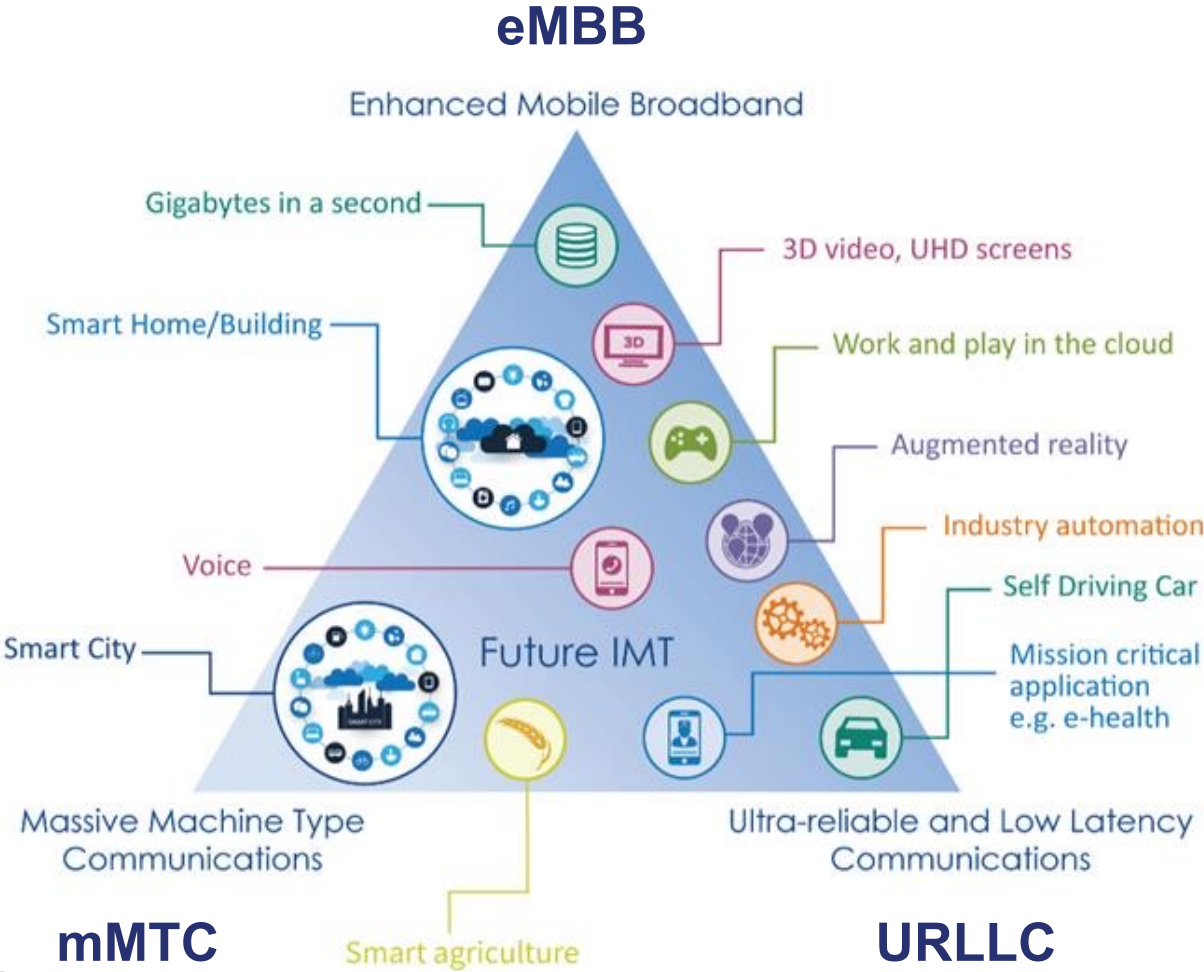 eMBB
Enhanced Mobile Broadband
Gigabytes in a second
3D video, UHD screens
Smart Home/Building
3D
Work and play in the cloud
Augmented reality
Industry automation
Voice
Self Driving Car
Smart City
Future IMT
Mission critical
application
e.g. e-health
SMART CITY
Massive Machine Type
Communications
Ultra-reliable and Low Latency
Communications
mMTC
Smart agriculture
URLLC